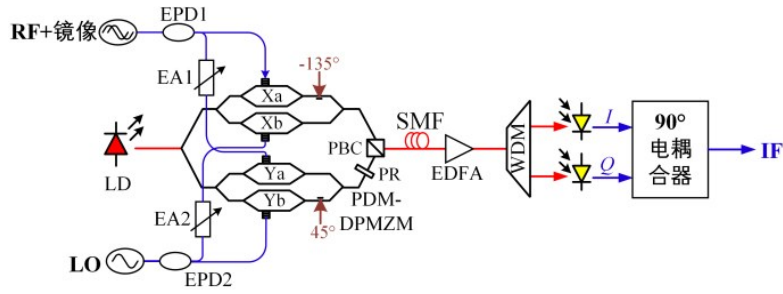 EPD1
RF+镜像
EA1
-135°
Xa
Xb
SMF
WDM
I
90°
电耦
合器
IF
LD
PBC
EDFA
Q
Ya
PR
Yb
PDM-
DPMZM
EA2
45°
LO
EPD2